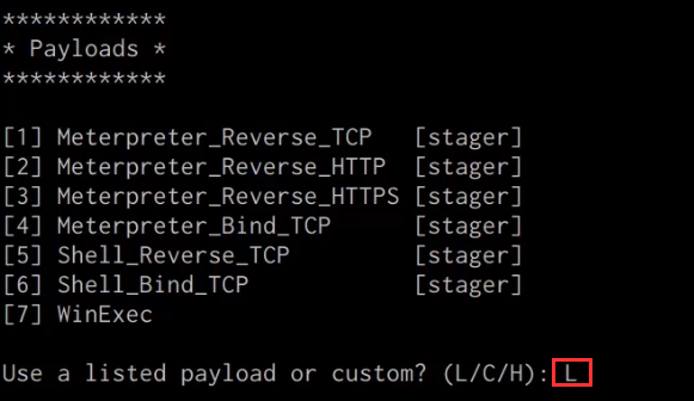 ************
* Payloads *
************
[1] Meterpreter_Reverse_TCP [stager]
[2] Meterpreter_Reverse_HTTP [stager]
[3] Meterpreter_Reverse_HTTPS [stager]
[4] Meterpreter_Bind_TCP [stager]
[5] Shell_Reverse_TCP [stager]
[6] Shell_Bind_TCP [stager]
[7] WinExec
Use a listed payload or custom? (L/C/H): L